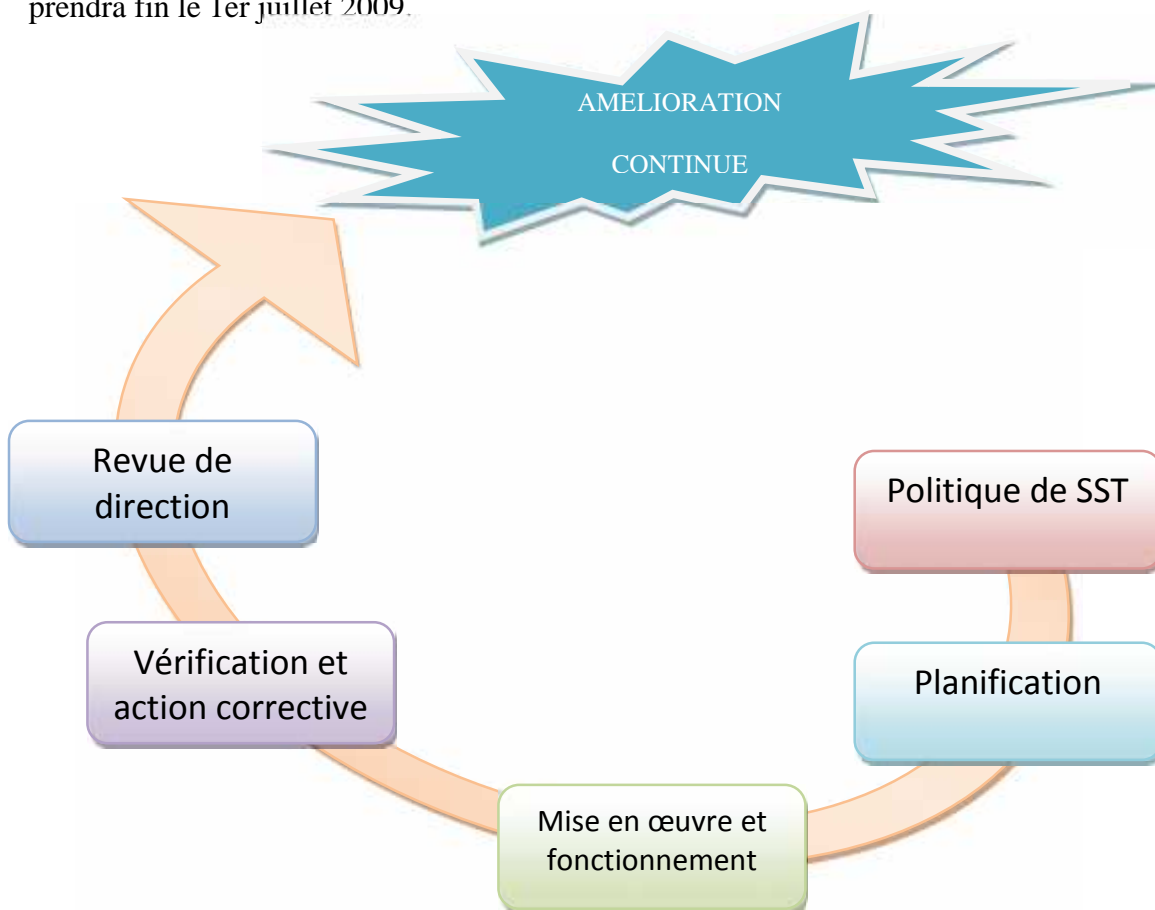 prendra fin le 1er juillet 2009.
AMELIORATION
CONTINUE
Revue de
direction
Politique de SST
Vérification et
action corrective
Planification
Mise en œuvre et
fonctionnement